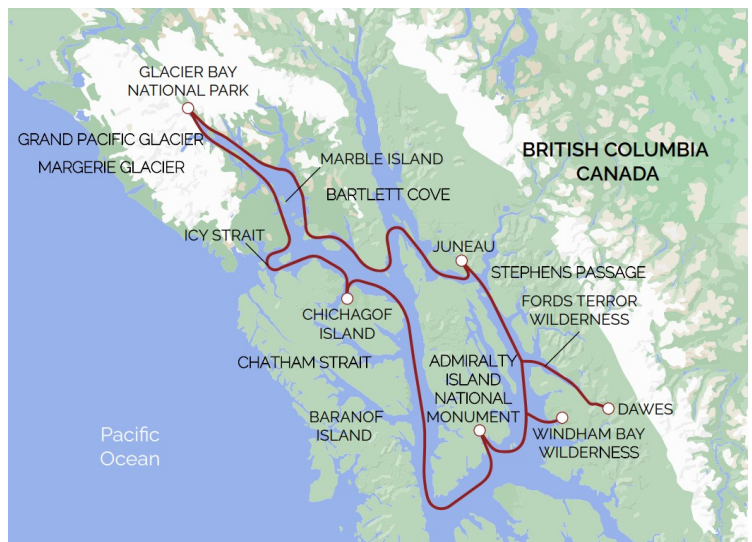 GLACIER BAY
NATIONAL PARK
GRAND PACIFIC GLACIER
MARGERIE GLACIER
MARBLE ISLAND
BARTLETT COVE
BRITISH COLUMBIA
CANADA
ICY STRAIT
JUNEAU
STEPHENS PASSAGE
FORDS TERROR
WILDERNESS
CHICHAGOF
ISLAND
CHATHAM STRAIT
ADMIRALTY
ISLAND
NATIONAL
MONUMENT
BARANOF
ISLAND
DAWES
WINDHAM BAY
WILDERNESS
Pacific
Ocean